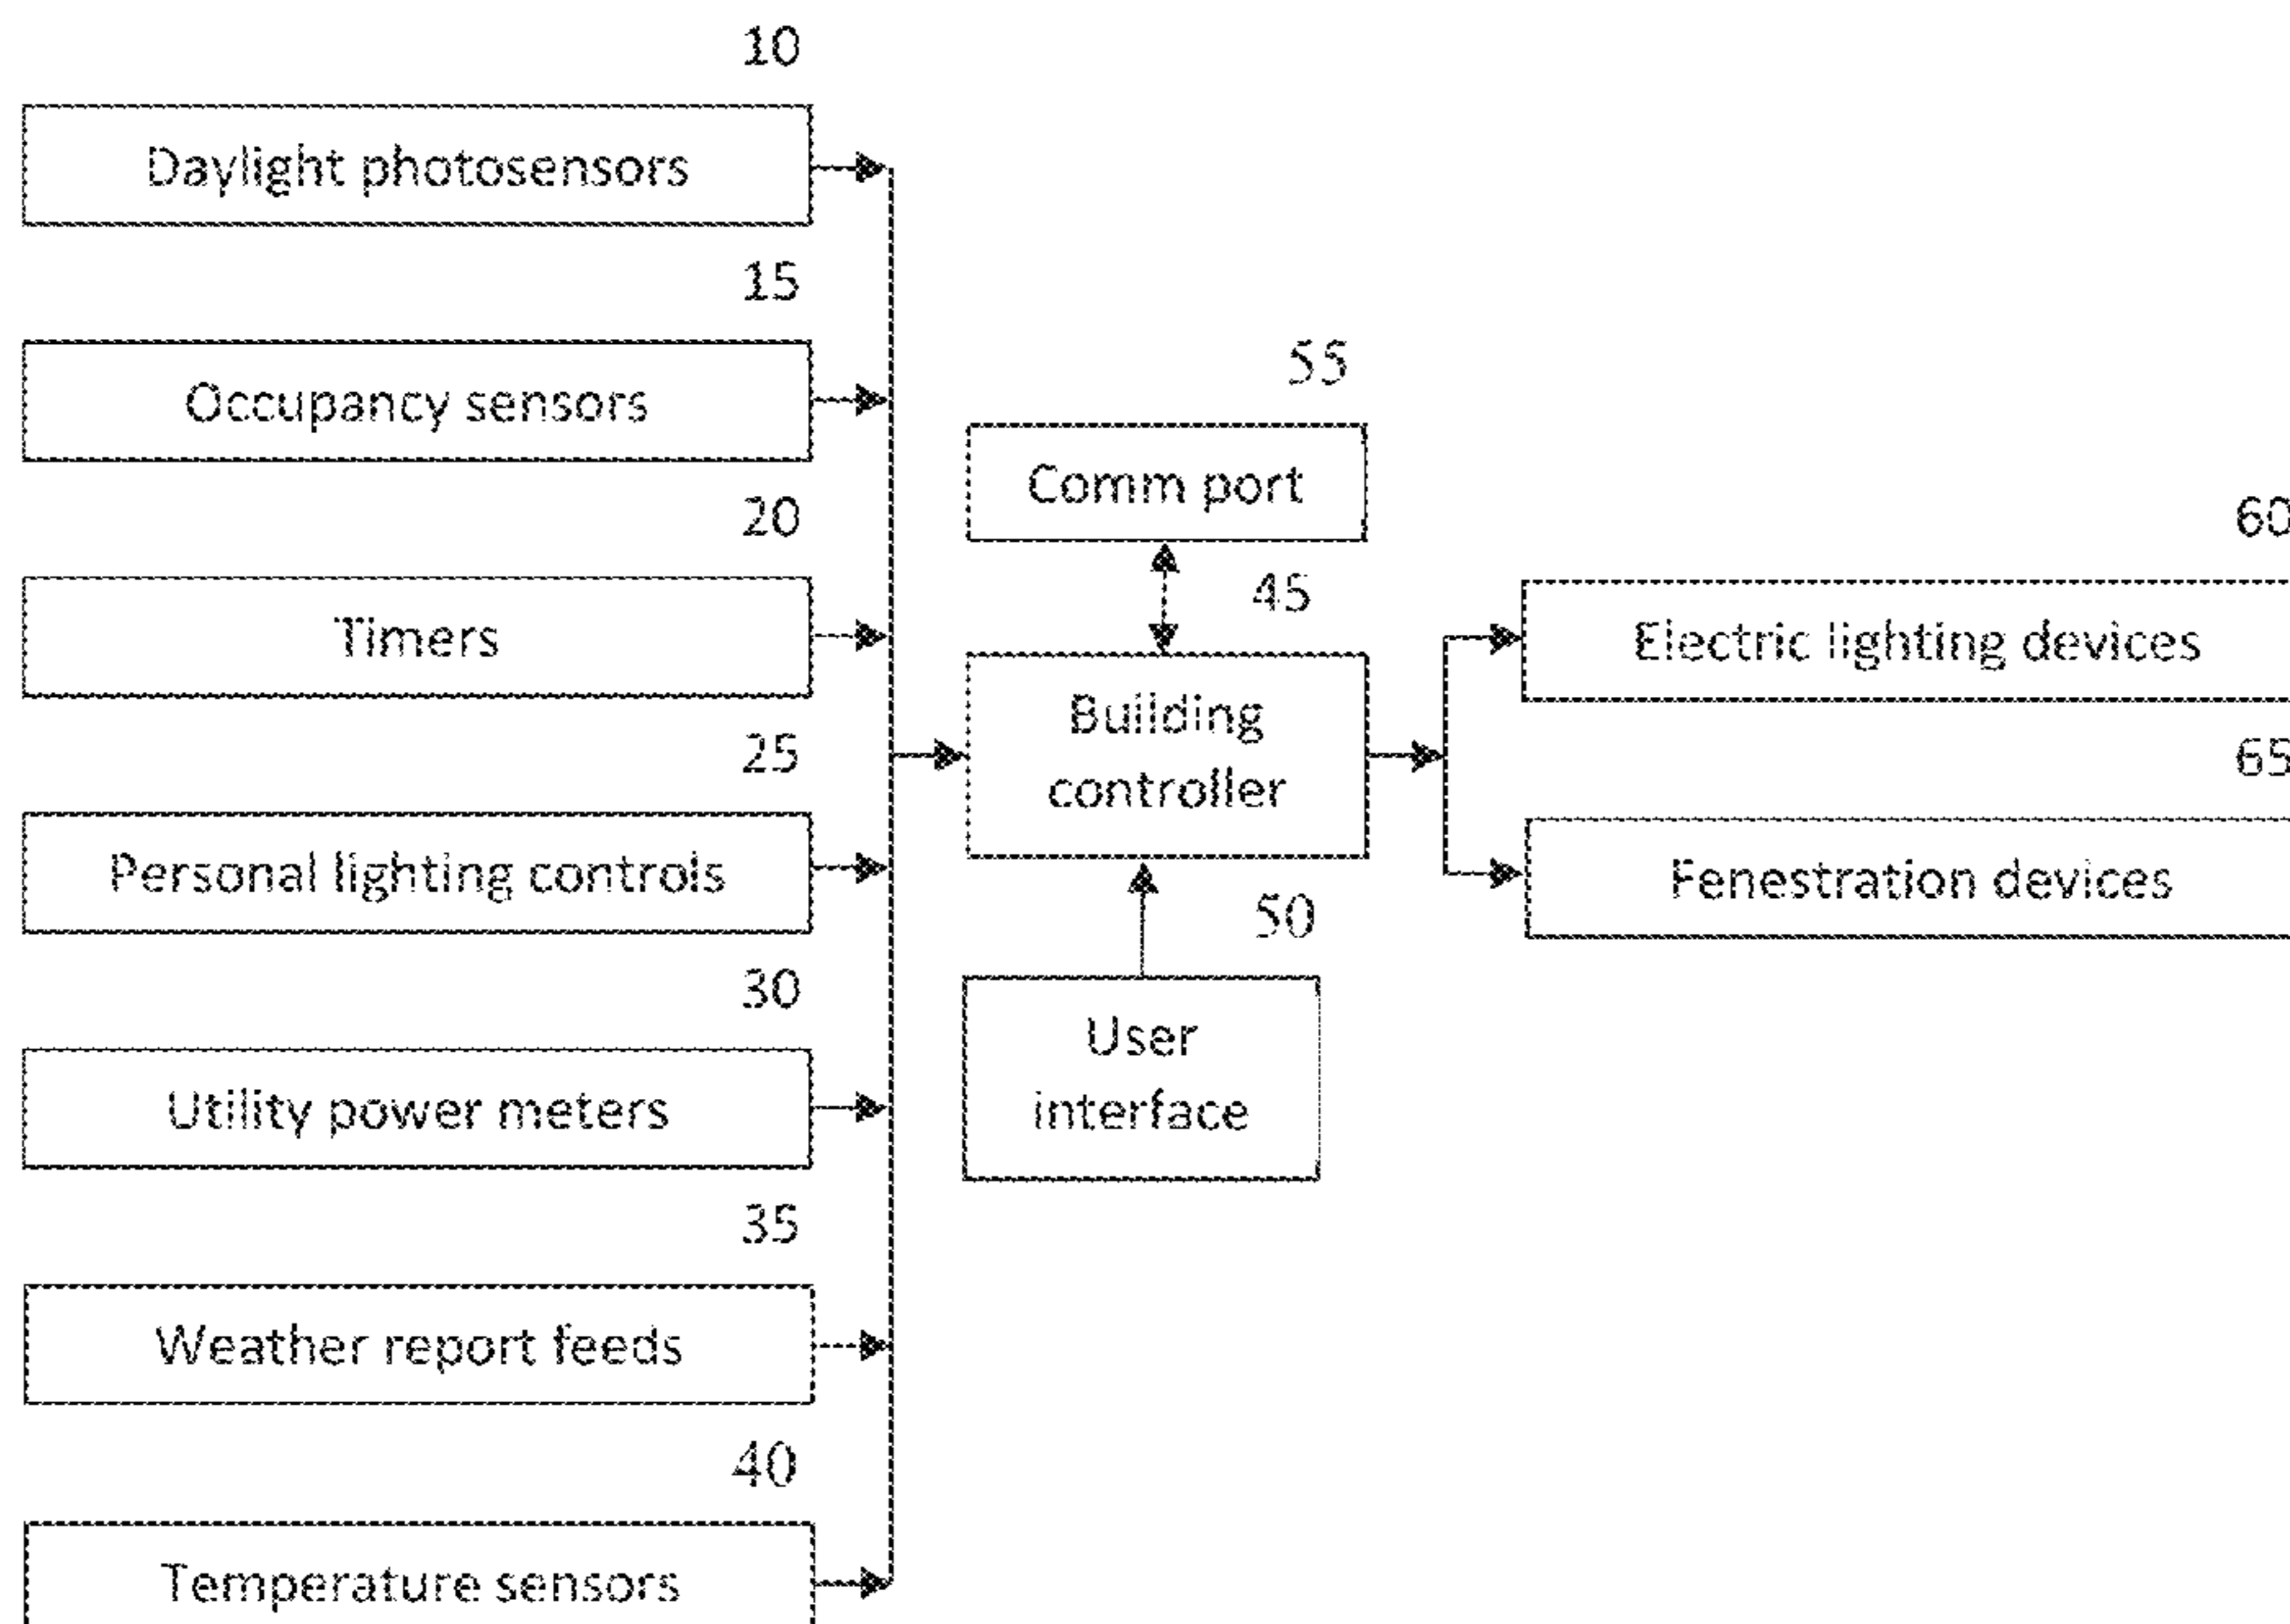 10
Daylight photosensors
15
Occupancy sensors
20
Timers
25
Personal lighting controls
30
Utility power meters
35
Weather report feeds
40
Temperature sensors
55
Comm port
45
Building
controller
50
User
interface
60
Electric lighting devices
65
Fenestration devices